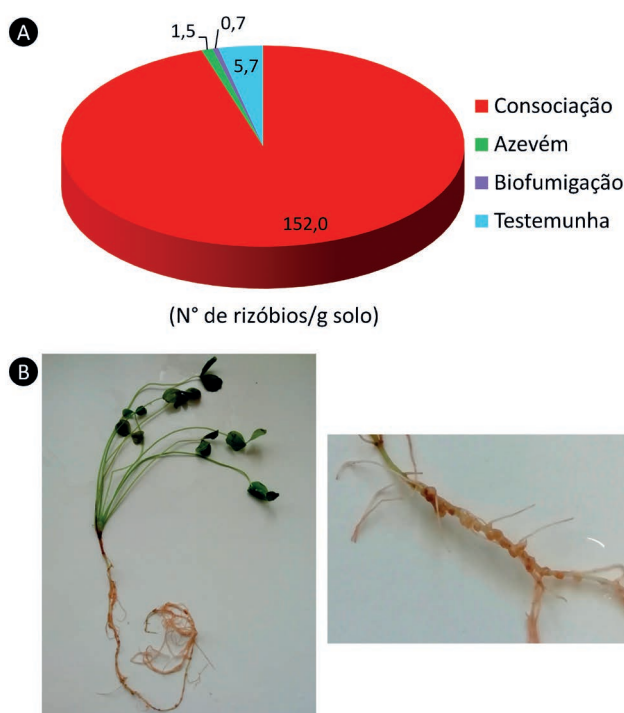 A
1,5
0,7
5,7
152,0
Consociação
Azevém
Biofumigação
Testemunha
(N° de rizóbios/g solo)
B